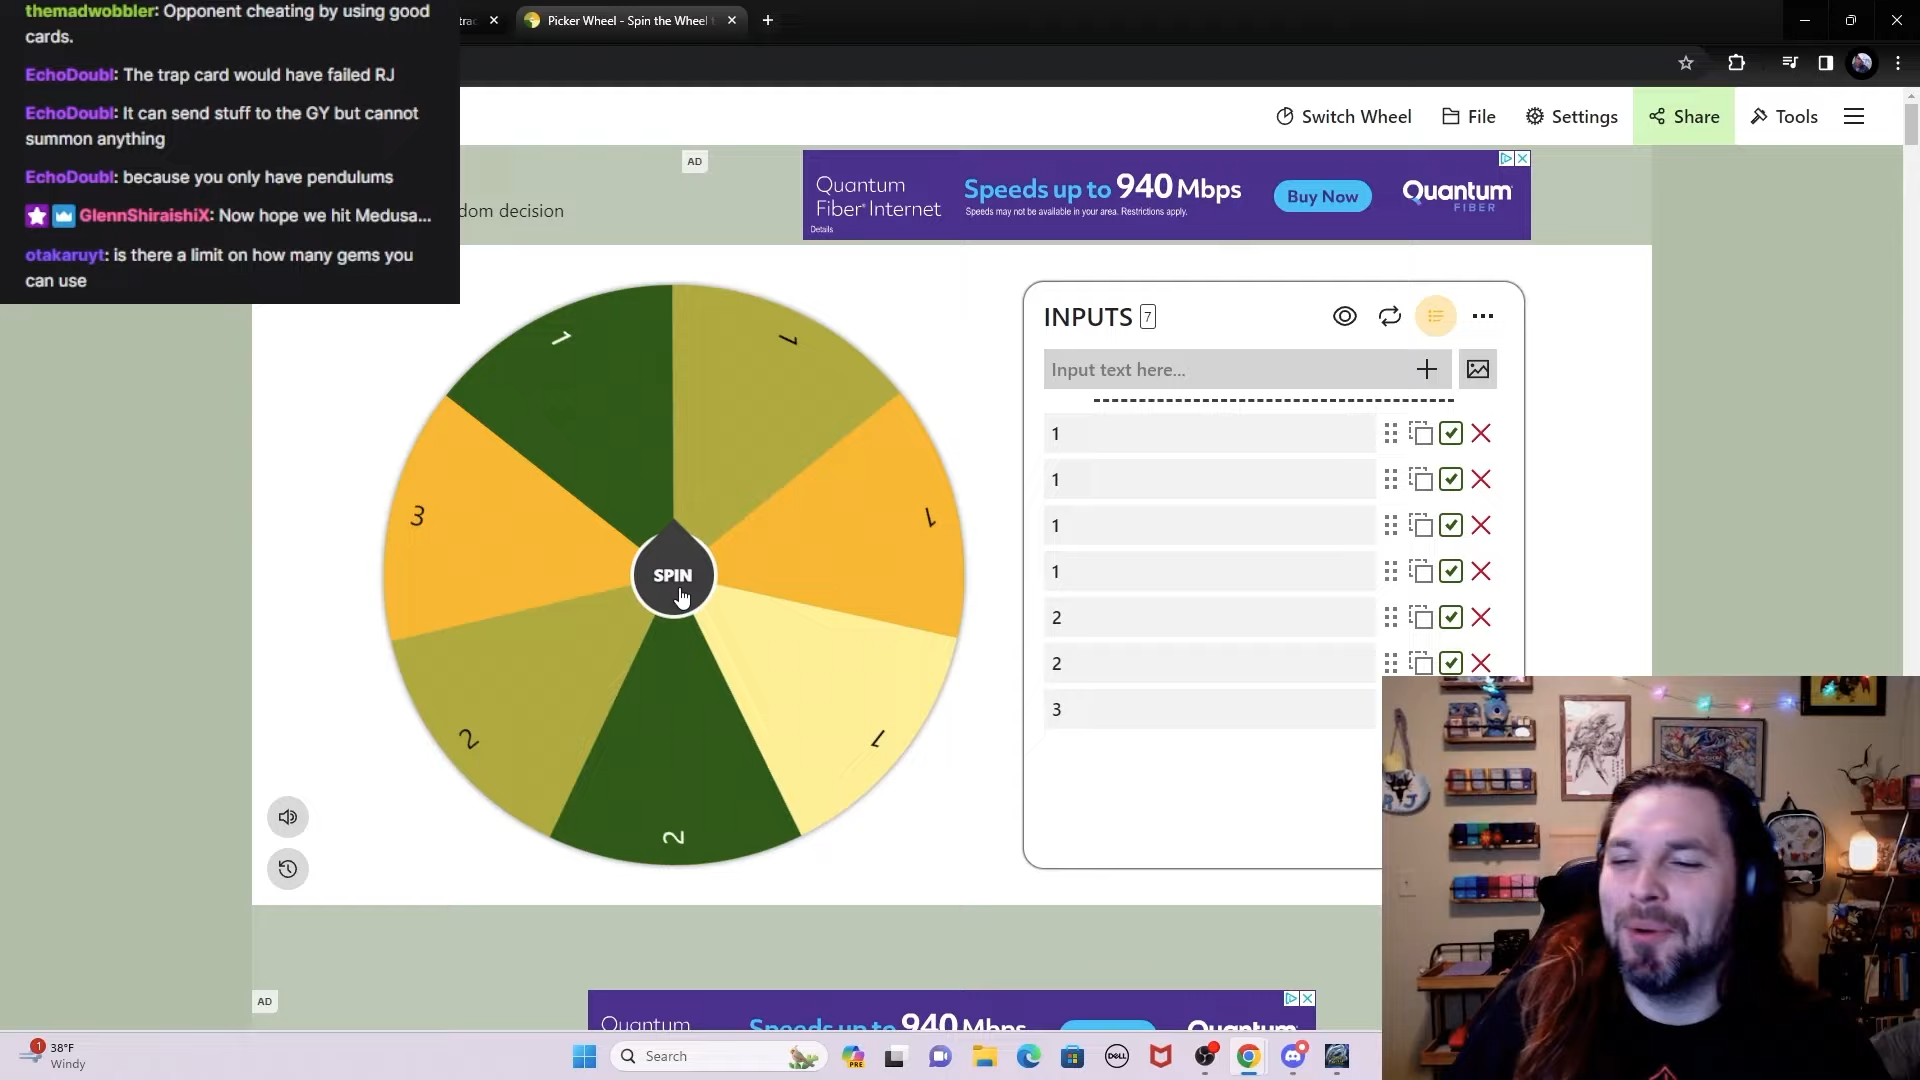 themadwobbler: Opponent cheating by using good
cards.
EchoDoubl: The trap card would have failed RJ
EchoDoubl: It can send stuff to the GY but cannot
summon anything
EchoDoubl: because you only have pendulums
GlennShiraishiX: Now hope we hit Medusa...
otakaruyt: is there a limit on how many gems you
can use
Picker Wheel - Spin the Wheel
Switch Wheel
File
Settings
Share
Tools
AD
dom decision
Quantum
Fiber Internet
Details
Speeds up to 940 Mbps
Speeds may not be available in your area. Restrictions apply.
Buy Now
Quantum
FIBER
1
1
1
1
2
2
3
SPIN
INPUTS 7
Input text here...
1
1
1
1
2
2
3
AD
Quantum
Speeds up to 940 Mbps
Quantum
RJ
1
38°F
Windy
Search
PRE
DELL